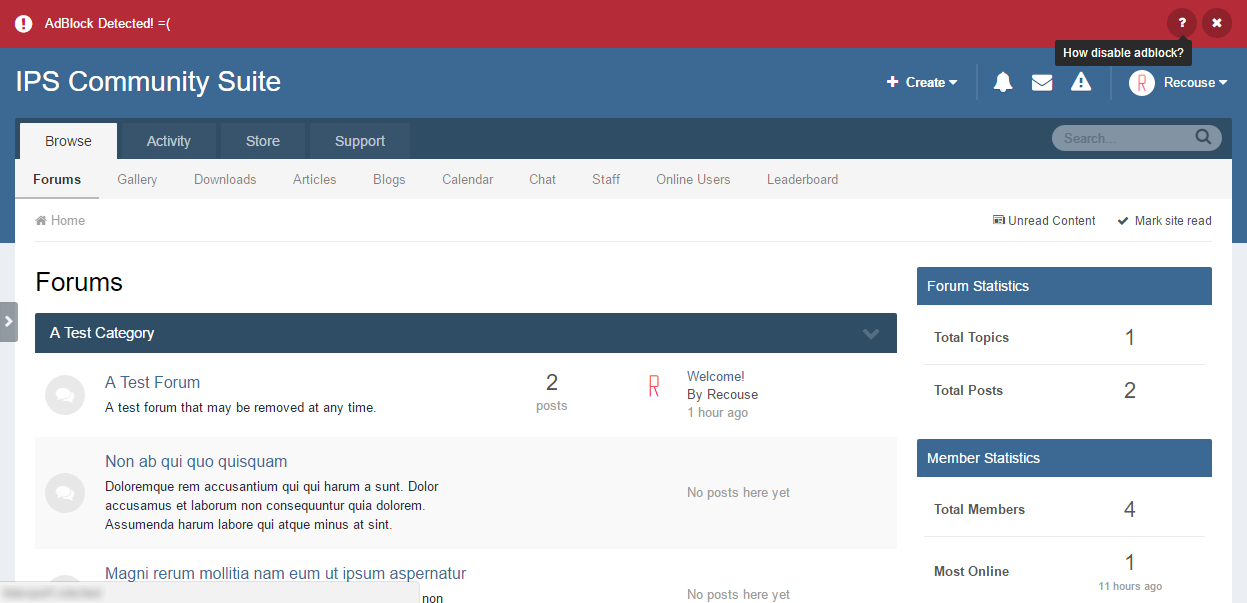 AdBlock Detected! =(
?
How disable adblock?
IPS Community Suite
Create
Recouse
Browse
Activity
Store
Support
Search...
Forums
Gallery
Downloads
Articles
Blogs
Calendar
Chat
Staff
Online Users
Leaderboard
Home
Unread Content
Mark site read
Forums
A Test Category
A Test Forum
A test forum that may be removed at any time.
2
posts
R
Welcome!
By Recouse
1 hour ago
Non ab qui quo quisquam
Doloremque rem accusantium qui qui harum a sunt. Dolor
accusamus et laborum non consequuntur quia dolorem.
Assumenda harum labore qui atque minus at sint.
No posts here yet
Magni rerum mollitia nam eum ut ipsum aspernatur
non
No posts here yet
Forum Statistics
Total Topics
1
Total Posts
2
Member Statistics
Total Members
4
Most Online
1
11 hours ago